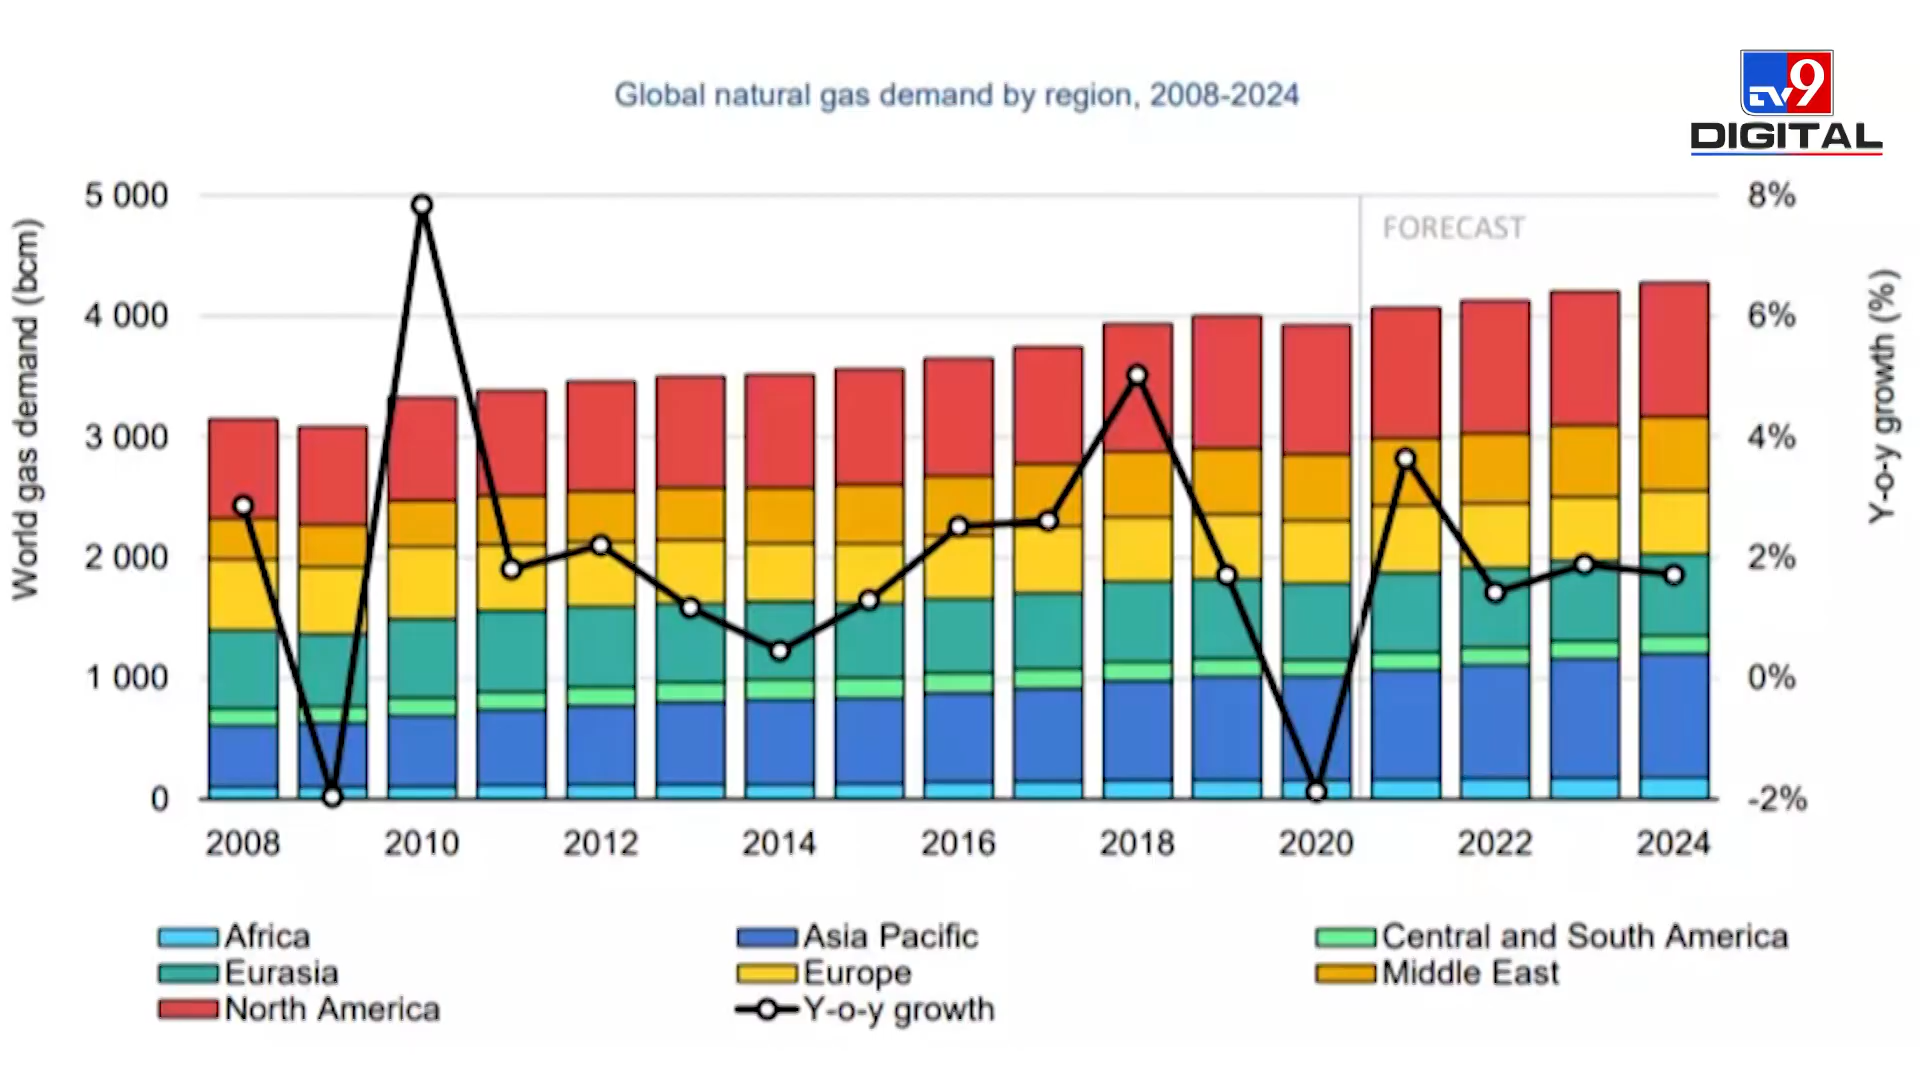 Global natural gas demand by region, 2008-2024
TV9
DIGITAL
World gas demand (bcm)
5 000
4 000
3 000
2 000
1 000
0
FORECAST
8%
6%
4%
2%
0%
-2%
Y-o-y growth (%)
2008 2010 2012 2014 2016 2018 2020 2022 2024
Africa Asia Pacific Central and South America
Eurasia Europe Middle East
North America Y-o-y growth